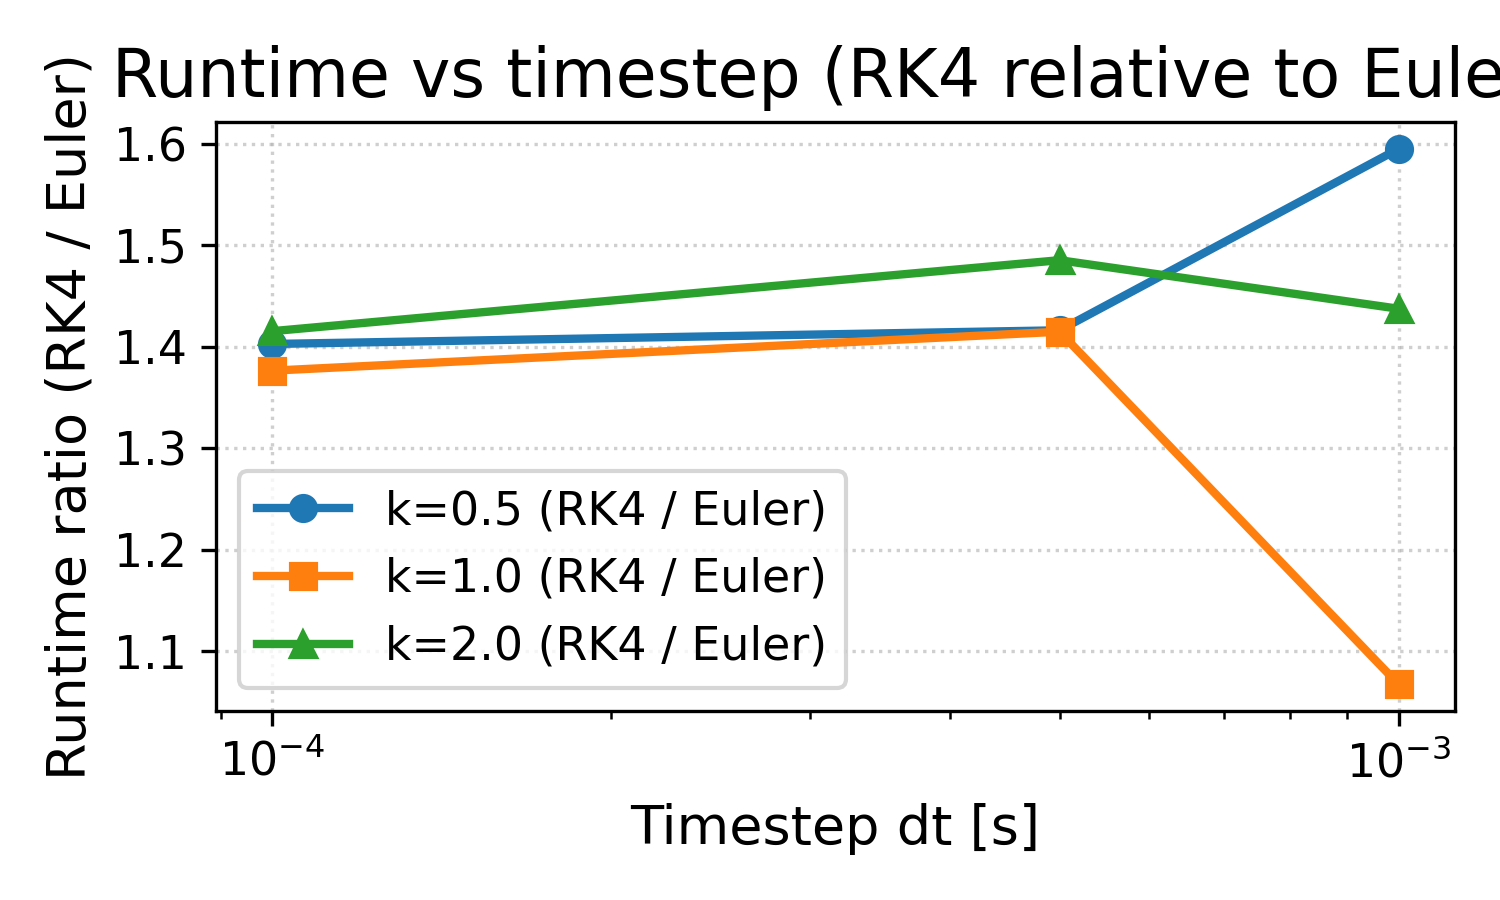 Runtime vs timestep (RK4 relative to Eule
Runtime ratio (RK4 / Euler)
1.6
1.5
1.4
1.3
1.2
1.1
k=0.5 (RK4 / Euler)
k=1.0 (RK4 / Euler)
k=2.0 (RK4 / Euler)
10⁻⁴
10⁻³
Timestep dt [s]